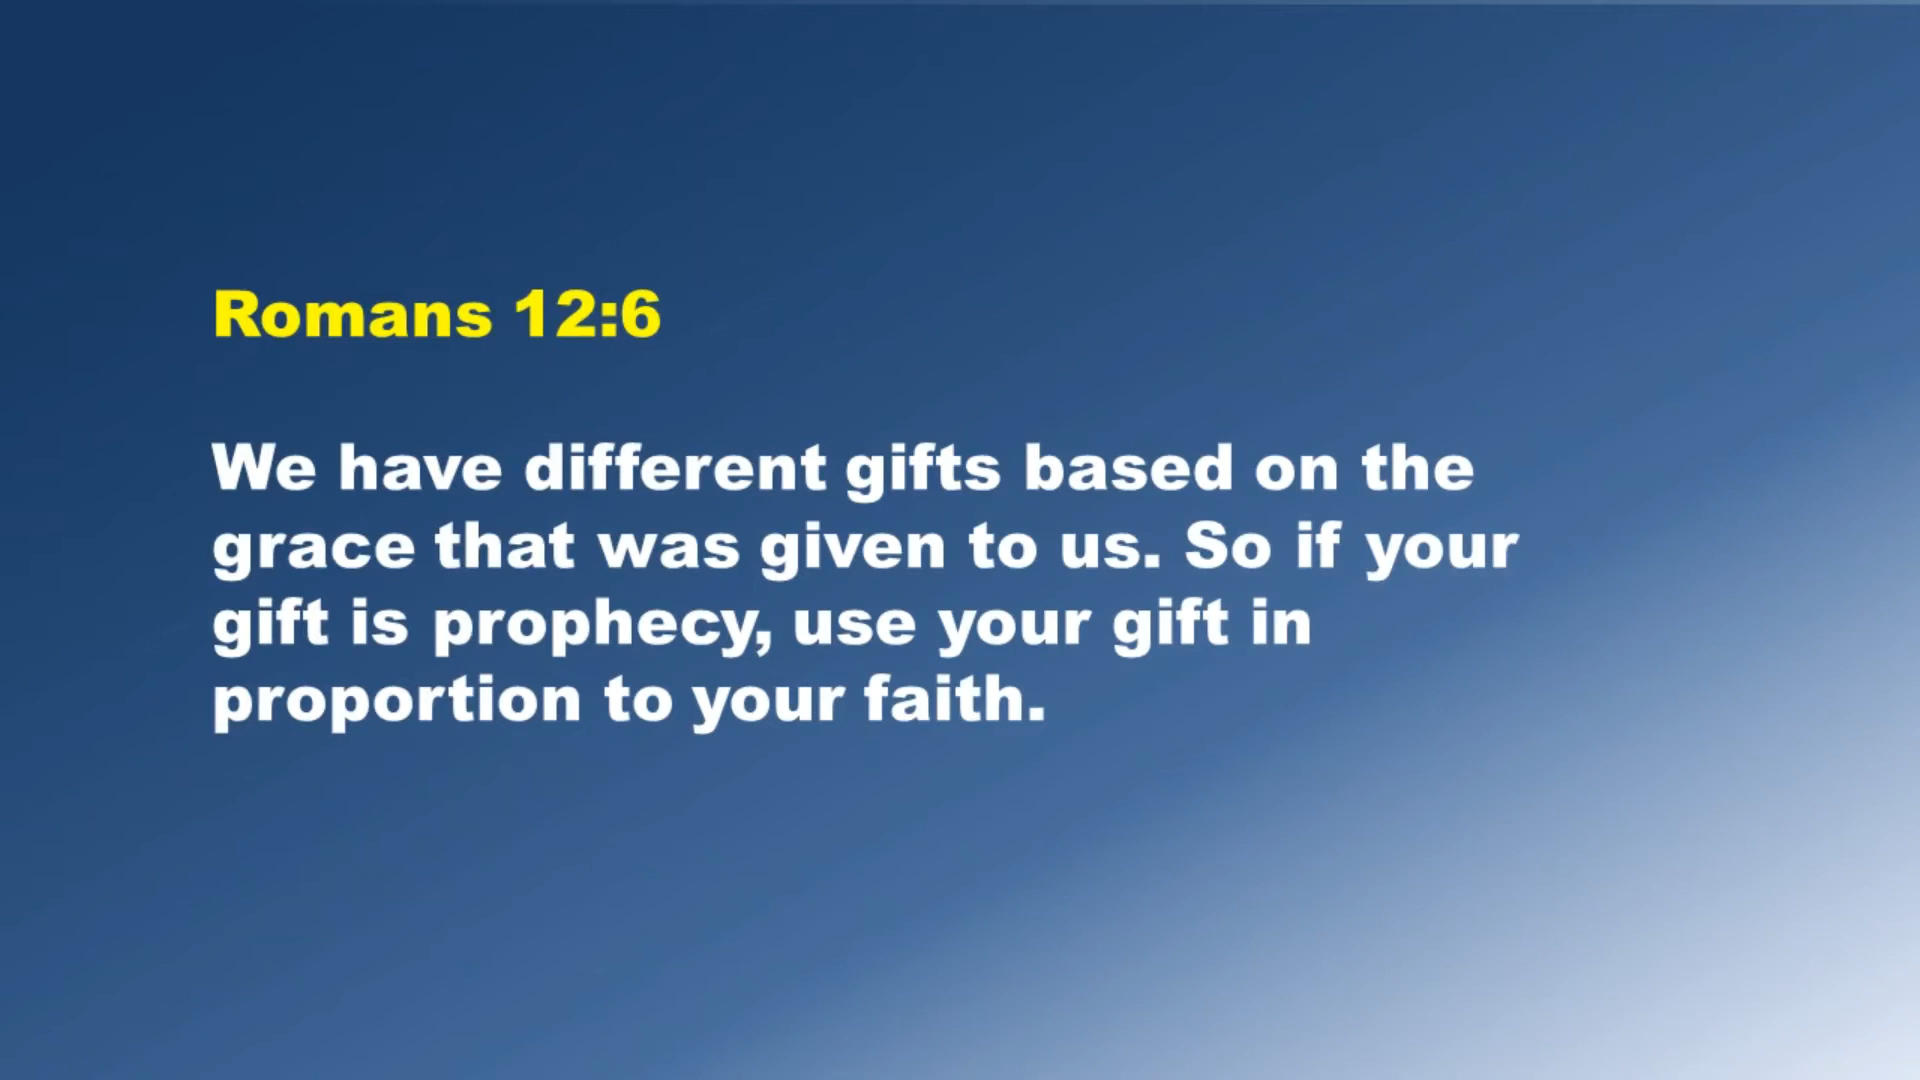 Romans 12:6
We have different gifts based on the
grace that was given to us. So if your
gift is prophecy, use your gift in
proportion to your faith.